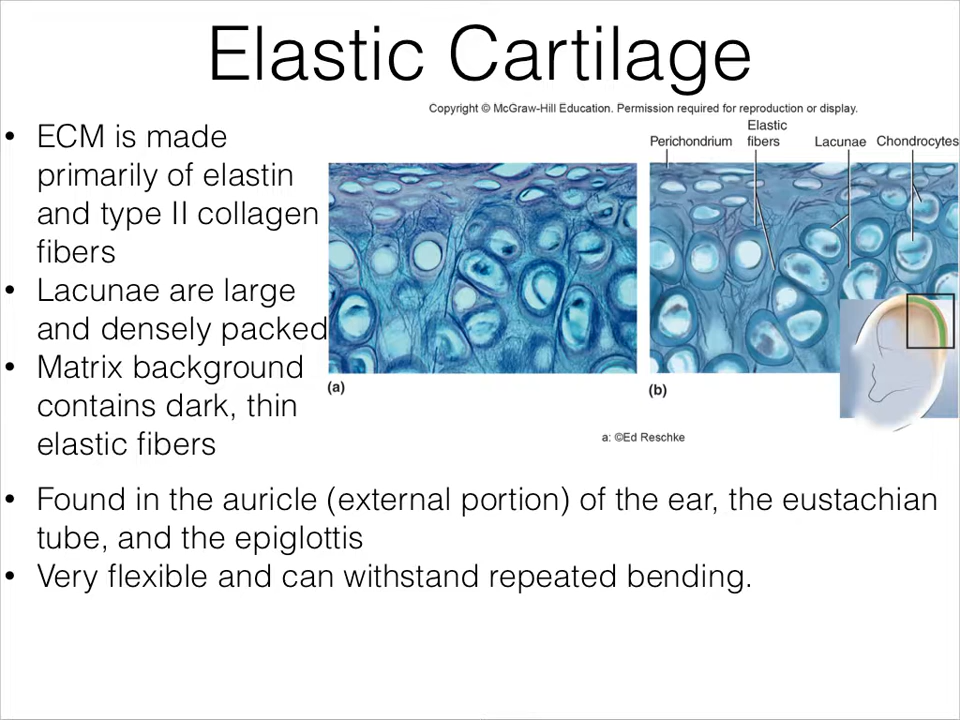 Elastic Cartilage
Copyright © McGraw-Hill Education. Permission required for reproduction or display.
• ECM is made
primarily of elastin
and type II collagen
fibers
• Lacunae are large
and densely packed
• Matrix background
contains dark, thin
elastic fibers
Perichondrium
Elastic
fibers
Lacunae
Chondrocytes
(a)
(b)
a: ©Ed Reschke
• Found in the auricle (external portion) of the ear, the eustachian
tube, and the epiglottis
• Very flexible and can withstand repeated bending.